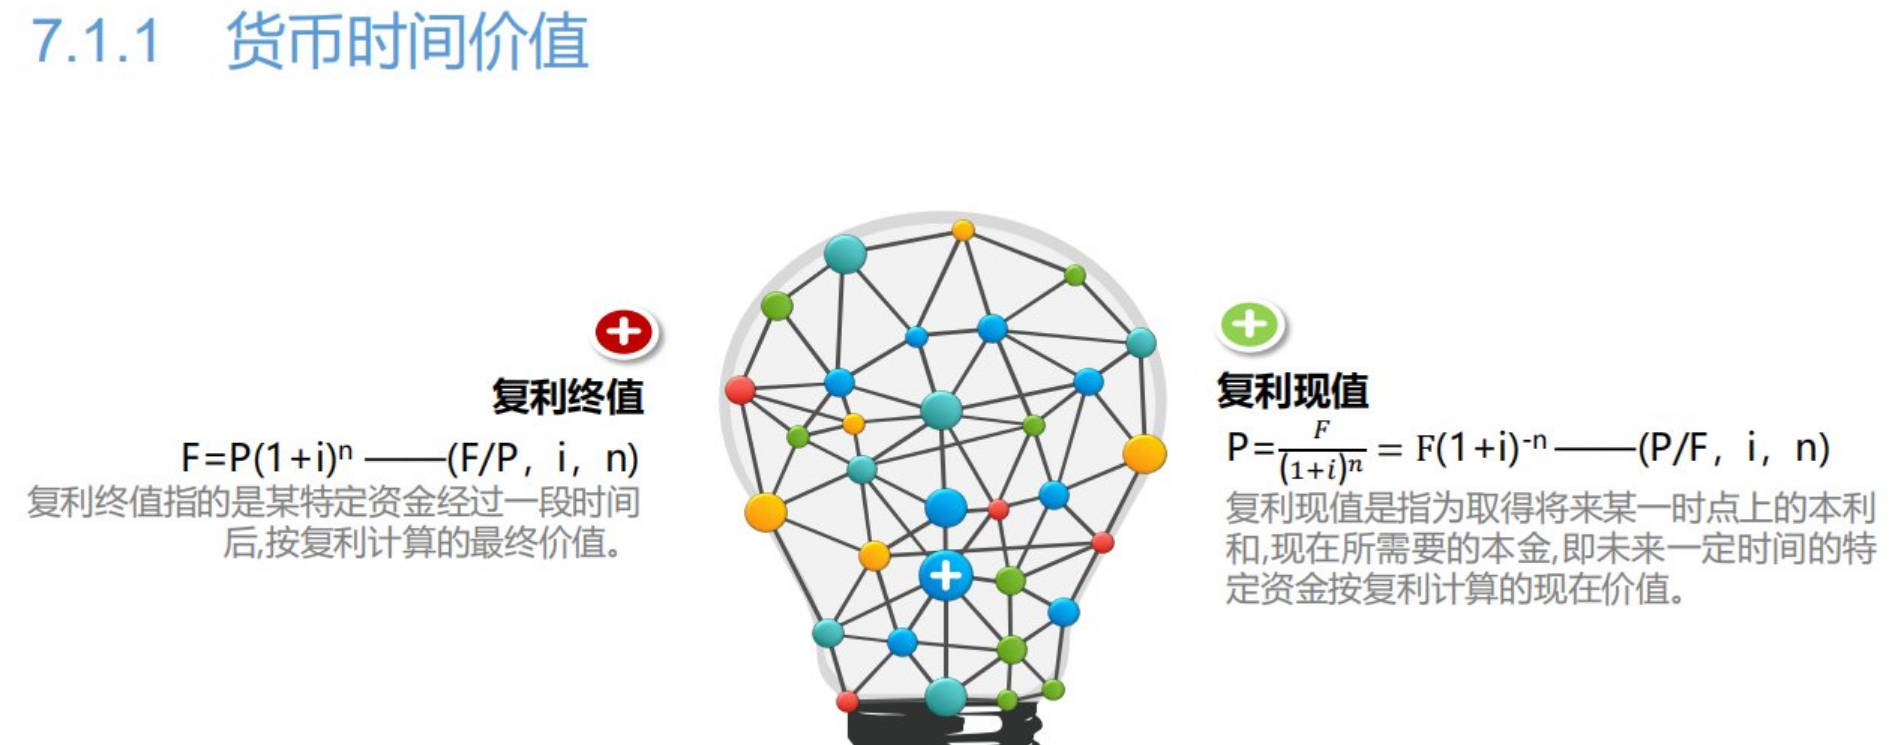 7.1.1 货币时间价值
复利终值
F=P(1+i)ⁿ ——(F/P, i, n)
复利终值指的是某特定资金经过一段时间
后,按复利计算的最终价值。
复利现值
P=F/(1+i)ⁿ = F(1+i)⁻ⁿ ——(P/F, i, n)
复利现值是指为取得将来某一时点上的本利
和,现在所需要的本金,即未来一定时间的特
定资金按复利计算的现在价值。